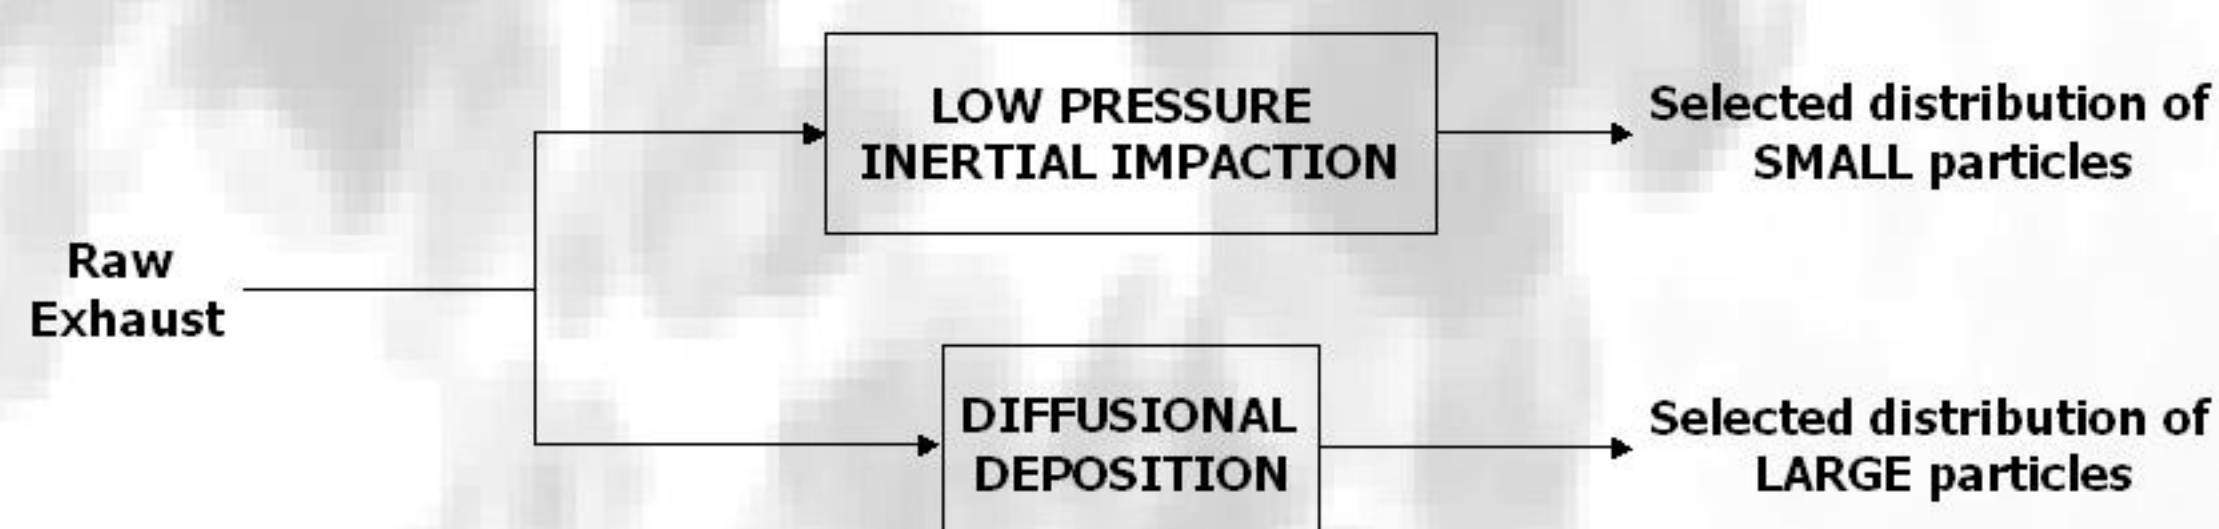 LOW PRESSURE
INERTIAL IMPACTION
Selected distribution of
SMALL particles
Raw
Exhaust
DIFFUSIONAL
DEPOSITION
Selected distribution of
LARGE particles